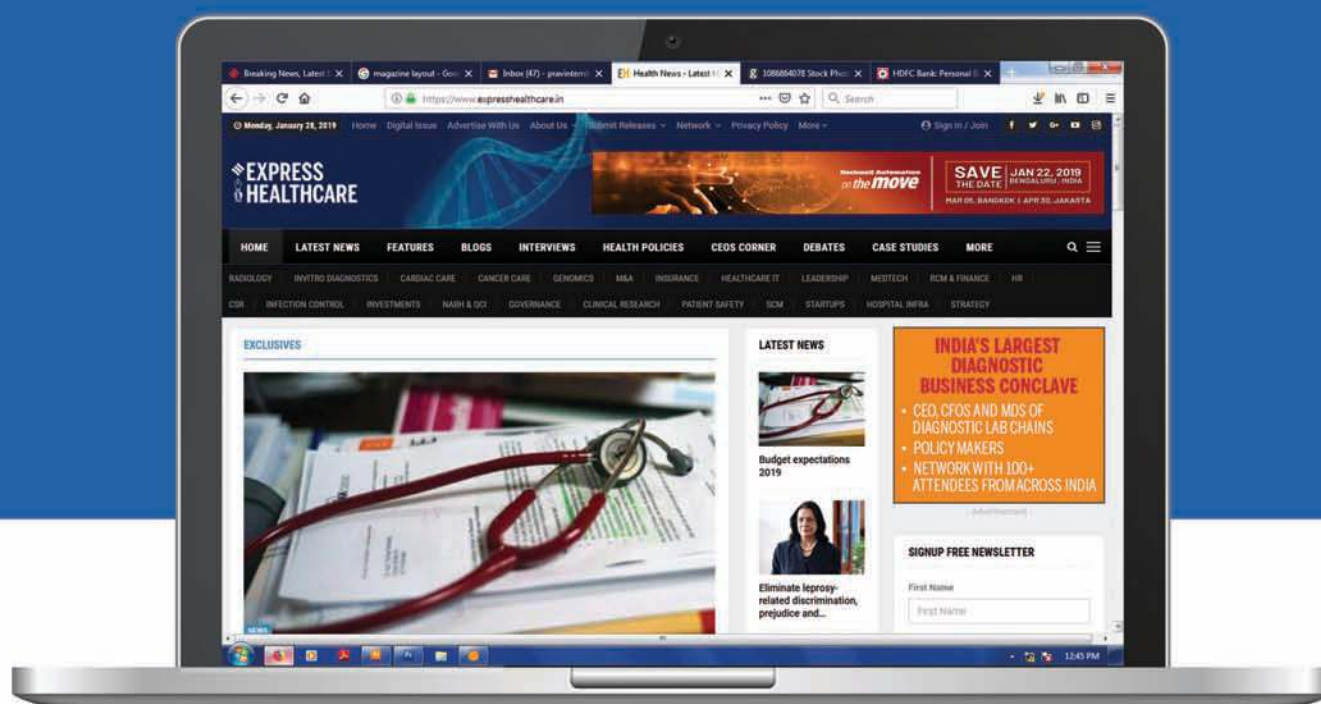 Breaking News, Latest
magazine layout - Goo
Inbox (47) - pravintern
EH Health News - Latest
1086864078 Stock Phot
HDFC Bank: Personal
https://www.expresshealthcare.in
Search
Monday, January 28, 2019 Home Digital Issue Advertise With Us About Us Submit Releases Network Privacy Policy More Sign in / Join
EXPRESS
HEALTHCARE
Rockwell Automation
on the move
SAVE
THE DATE
JAN 22, 2019
BENGALURU, INDIA
MAR 05, BANGKOK | APR 30, JAKARTA
HOME LATEST NEWS FEATURES BLOGS INTERVIEWS HEALTH POLICIES CEOS CORNER DEBATES CASE STUDIES MORE
RADIOLOGY INVITRO DIAGNOSTICS CARDIAC CARE CANCER CARE GENOMICS M&A INSURANCE HEALTHCARE IT LEADERSHIP MEDTECH RCM & FINANCE HR
CSR INFECTION CONTROL INVESTMENTS NABH & QCI GOVERNANCE CLINICAL RESEARCH PATIENT SAFETY SCM STARTUPS HOSPITAL INFRA STRATEGY
EXCLUSIVES
NEWS
LATEST NEWS
Budget expectations
2019
Eliminate leprosy-
related discrimination,
prejudice and...
INDIA'S LARGEST
DIAGNOSTIC
BUSINESS CONCLAVE
• CEO, CFOS AND MDS OF
DIAGNOSTIC LAB CHAINS
• POLICY MAKERS
• NETWORK WITH 100+
ATTENDEES FROM ACROSS INDIA
- Advertisement -
SIGNUP FREE NEWSLETTER
First Name
First Name
12:45 PM